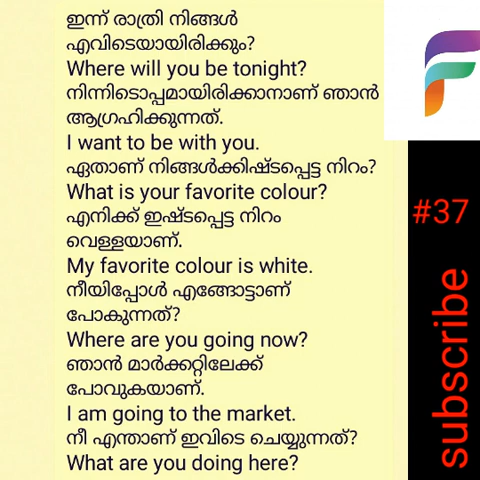 ഇന്ന് രാത്രി നിങ്ങൾ
എവിടെയായിരിക്കും?
Where will you be tonight?
നിന്നിടൊപ്പമായിരിക്കാനാണ് ഞാൻ
ആഗ്രഹിക്കുന്നത്.
I want to be with you.
ഏതാണ് നിങ്ങൾക്കിഷ്ടപ്പെട്ട നിറം?
What is your favorite colour?
എനിക്ക് ഇഷ്ടപ്പെട്ട നിറം
വെള്ളയാണ്.
My favorite colour is white.
നീയിപ്പോൾ എങ്ങോട്ടാണ്
പോകുന്നത്?
Where are you going now?
ഞാൻ മാർക്കറ്റിലേക്ക്
പോവുകയാണ്.
I am going to the market.
നീ എന്താണ് ഇവിടെ ചെയ്യുന്നത്?
What are you doing here?
#37
subscribe